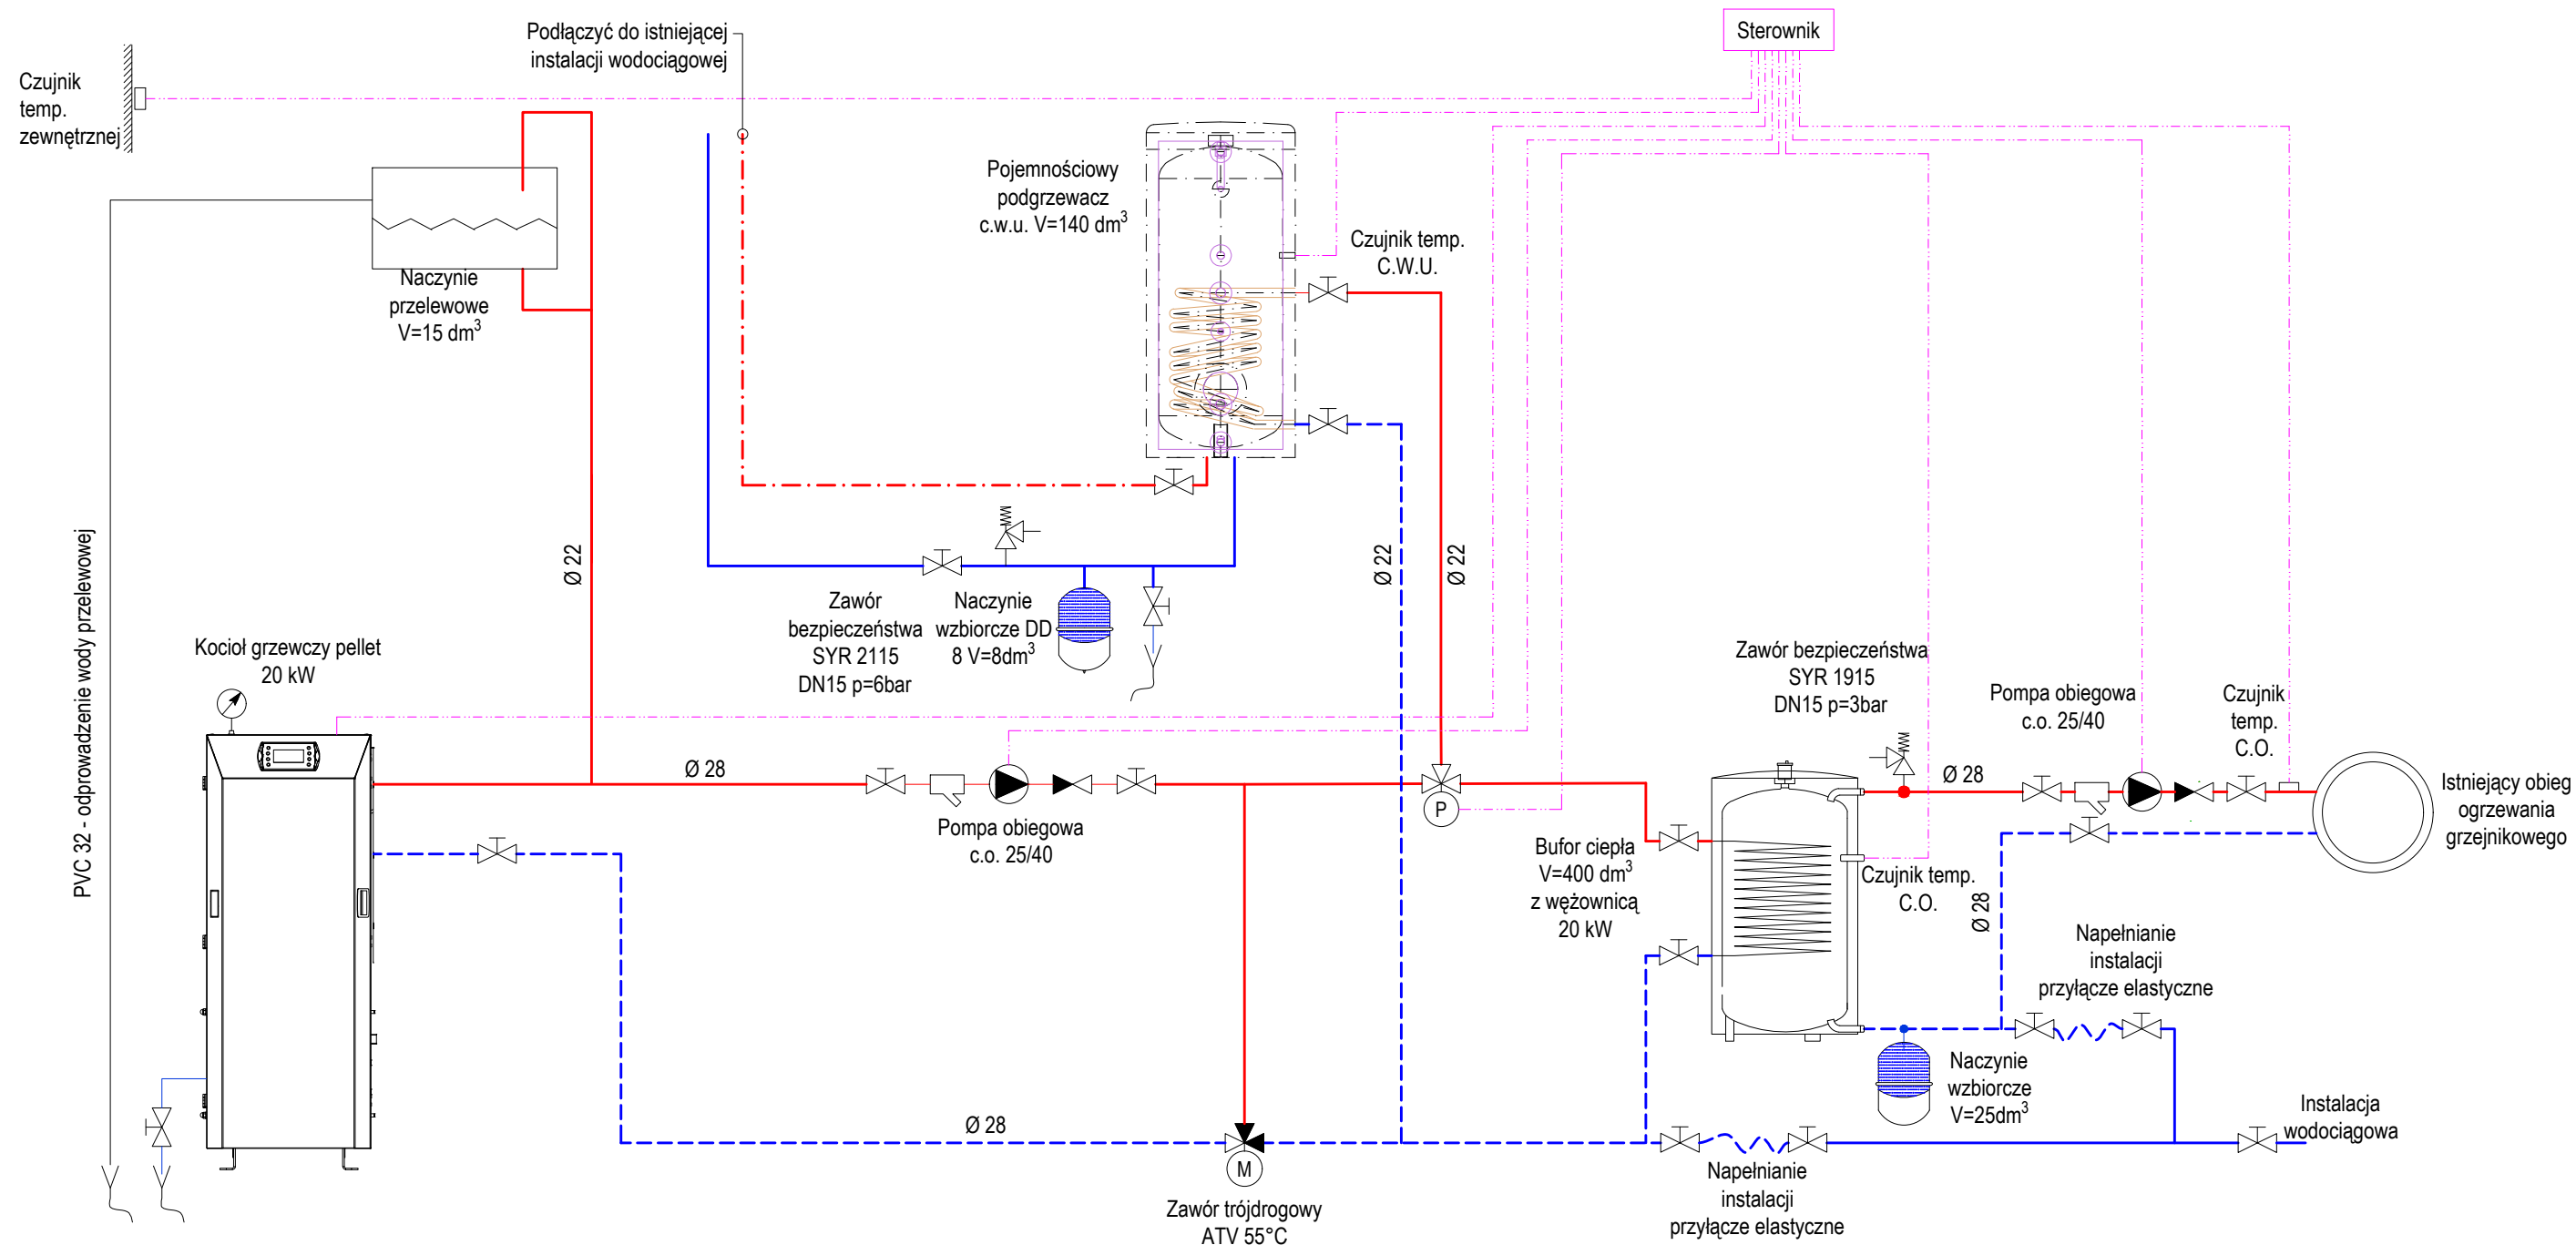 Podłączyć do istniejącej
instalacji wodociągowej
Sterownik
Czujnik
temp.
zewnętrznej
Pojemnościowy
podgrzewacz
c.w.u. V=140 dm³
Czujnik temp.
C.W.U.
Naczynie
przelewowe
V=15 dm³
PVC 32 - odprowadzenie wody przelewowej
Ø 22
Ø 22
Ø 22
Zawór
bezpieczeństwa
SYR 2115
DN15 p=6bar
Naczynie
wzbiorcze DD
8 V=8dm³
Kocioł grzewczy pellet
20 kW
Zawór bezpieczeństwa
SYR 1915
DN15 p=3bar
Pompa obiegowa
c.o. 25/40
Czujnik
temp.
C.O.
Ø 28
Ø 28
Istniejący obieg
ogrzewania
grzejnikowego
Pompa obiegowa
c.o. 25/40
P
Bufor ciepła
V=400 dm³
z wężownicą
20 kW
Czujnik temp.
C.O.
Ø 28
Napełnianie
instalacji
przyłącze elastyczne
Naczynie
wzbiorcze
V=25dm³
Instalacja
wodociągowa
Ø 28
M
Zawór trójdrogowy
ATV 55°C
Napełnianie
instalacji
przyłącze elastyczne